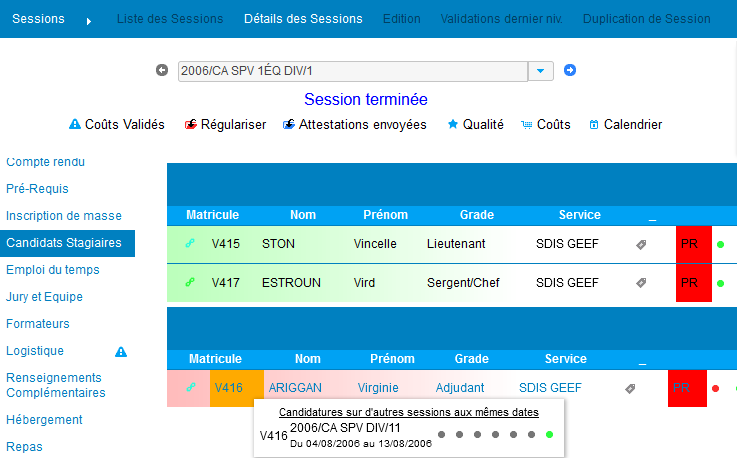 Sessions Liste des Sessions Détails des Sessions Edition Validations dernier niv. Duplication de Session
2006/CA SPV 1ÉQ DIV/1
Session terminée
Coûts Validés Régulariser Attestations envoyées Qualité Coûts Calendrier
Compte rendu
Pré-Requis
Inscription de masse
Candidats Stagiaires
Emploi du temps
Jury et Equipe
Formateurs
Logistique
Renseignements
Complémentaires
Hébergement
Repas
Matricule Nom Prénom Grade Service _
V415 STON Vincelle Lieutenant SDIS GEEF PR
V417 ESTROUN Vird Sergent/Chef SDIS GEEF PR
Matricule Nom Prénom Grade Service _
V416 ARIGGAN Virginie Adjudant SDIS GEEF PR
Candidatures sur d'autres sessions aux mêmes dates
V416 2006/CA SPV DIV/11
Du 04/08/2006 au 13/08/2006